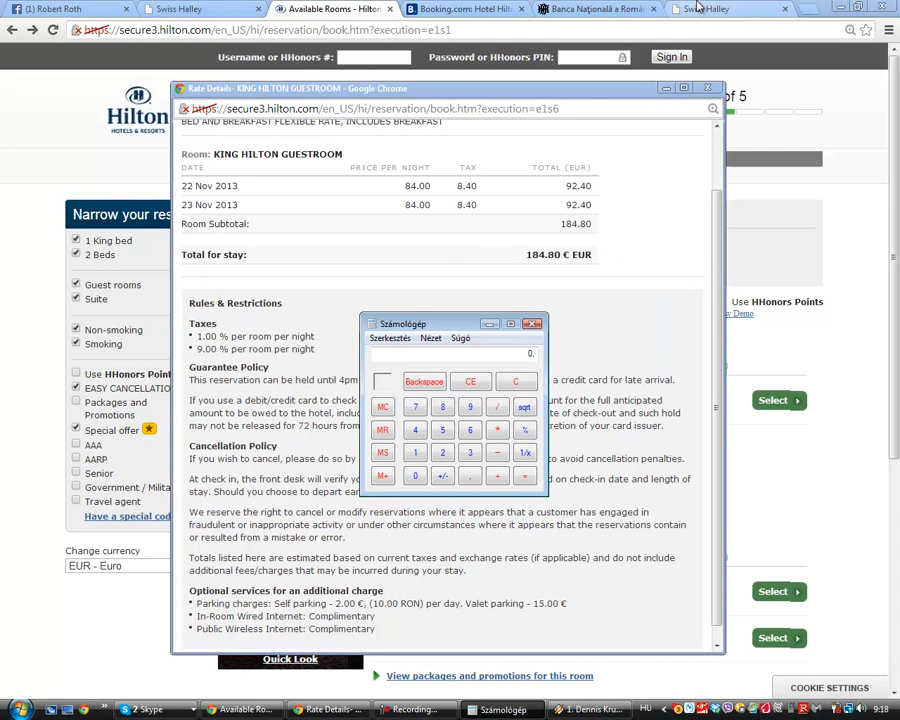 (1) Robert Roth
Swiss Halley
Available Rooms - Hilton
Booking.com: Hotel Hilt
Banca Naţională a Român
Swiss Halley
https://secure3.hilton.com/en_US/hi/reservation/book.htm?execution=e1s1
Username or HHonors #:
Password or HHonors PIN:
Sign In
Hilton
HOTELS & RESORTS
of 5
Rate Details- KING HILTON GUESTROOM - Google Chrome
https://secure3.hilton.com/en_US/hi/reservation/book.htm?execution=e1s6
BED AND BREAKFAST FLEXIBLE RATE, INCLUDES BREAKFAST
Room: KING HILTON GUESTROOM
DATE PRICE PER NIGHT TAX TOTAL (EUR)
22 Nov 2013 84.00 8.40 92.40
23 Nov 2013 84.00 8.40 92.40
Room Subtotal: 184.80
Total for stay: 184.80 € EUR
Rules & Restrictions
Taxes
• 1.00 % per room per night
• 9.00 % per room per night
Guarantee Policy
This reservation can be held until 4pm a credit card for late arrival.
If you use a debit/credit card to check unt for the full anticipated
amount to be owed to the hotel, includ te of check-out and such hold
may not be released for 72 hours from cretion of your card issuer.
Cancellation Policy
If you wish to cancel, please do so by to avoid cancellation penalties.
At check in, the front desk will verify y on check-in date and length of
stay. Should you choose to depart ear
We reserve the right to cancel or modify reservations where it appears that a customer has engaged in
fraudulent or inappropriate activity or under other circumstances where it appears that the reservations contain
or resulted from a mistake or error.
Totals listed here are estimated based on current taxes and exchange rates (if applicable) and do not include
additional fees/charges that may be incurred during your stay.
Optional services for an additional charge
• Parking charges: Self parking - 2.00 €, (10.00 RON) per day. Valet parking - 15.00 €
• In-Room Wired Internet: Complimentary
• Public Wireless Internet: Complimentary
Számológép
Szerkesztés Nézet Súgó
0,
Backspace CE C
MC 7 8 9 / sqrt
MR 4 5 6 * %
MS 1 2 3 - 1/x
M+ 0 +/- , + =
Narrow your res
1 King bed
2 Beds
Guest rooms
Suite
Non-smoking
Smoking
Use HHonors Points
EASY CANCELLATIO
Packages and
Promotions
Special offer
AAA
AARP
Senior
Government / Milita
Travel agent
Have a special cod
Change currency
EUR - Euro
Use HHonors Points
w Demo
Select
Select
Select
Quick Look
View packages and promotions for this room
COOKIE SETTINGS
2 Skype
Available Ro...
Rate Details-...
Recording...
Számológép
1. Dennis Kru...
HU
9:18